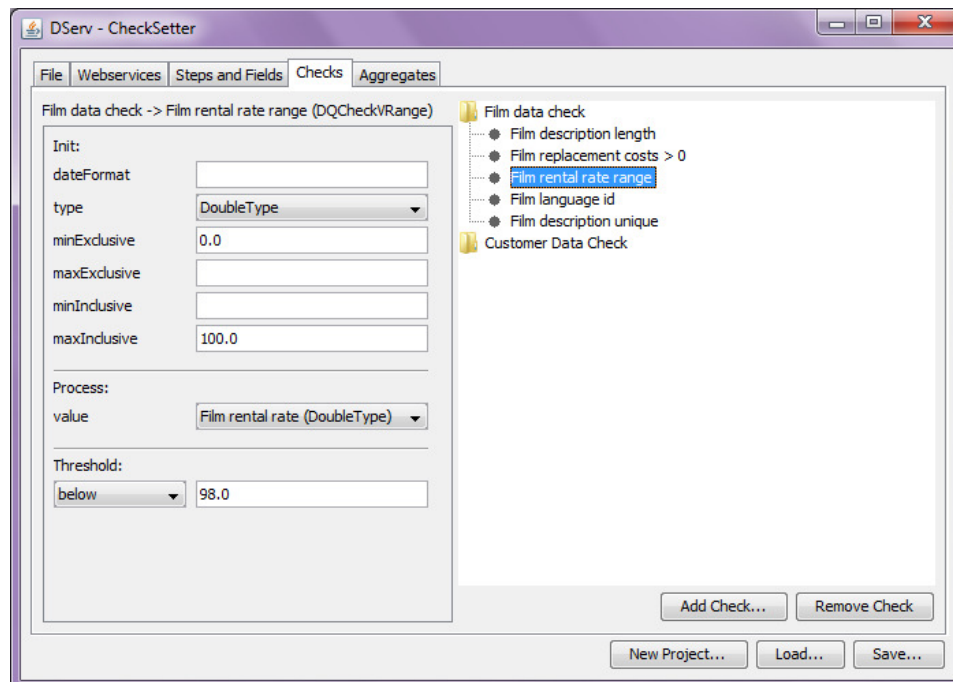 DServ - CheckSetter
File Webservices Steps and Fields Checks Aggregates
Film data check -> Film rental rate range (DQCheckVRange)
Init:
dateFormat
type DoubleType
minExclusive 0.0
maxExclusive
minInclusive
maxInclusive 100.0
Process:
value Film rental rate (DoubleType)
Threshold:
below 98.0
Film data check
Film description length
Film replacement costs > 0
Film rental rate range
Film language id
Film description unique
Customer Data Check
Add Check... Remove Check
New Project... Load... Save...